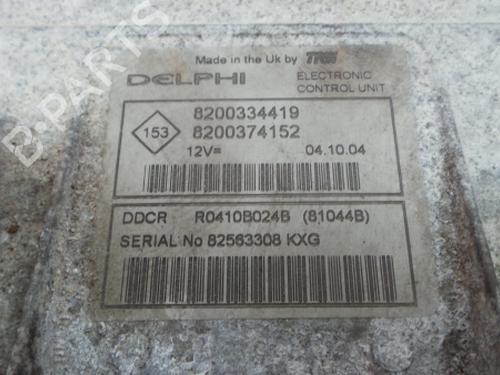 Made in the Uk by TRW
DELPHI
ELECTRONIC
CONTROL UNIT
153
8200334419
8200374152
12V=
04.10.04
DDCR R0410B024B (81044B)
SERIAL No 82563308 KXG